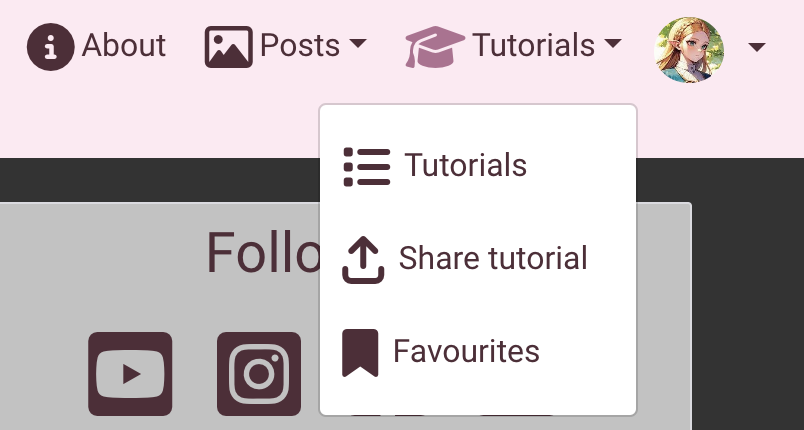 About
Posts
Tutorials
Tutorials
Share tutorial
Favourites
Follo